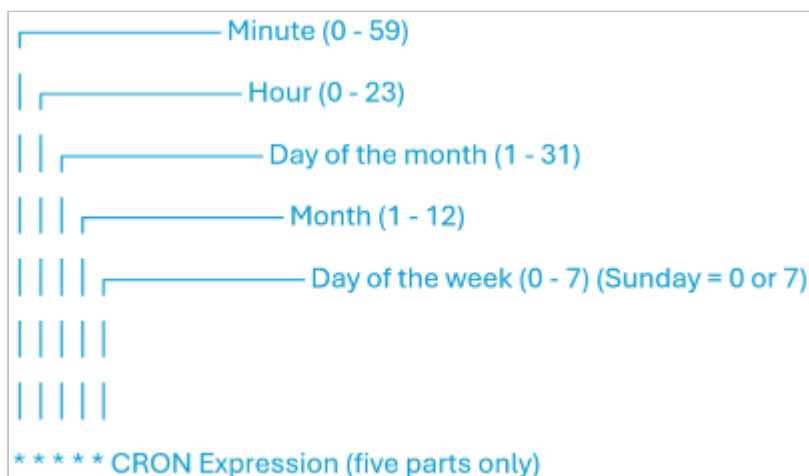 Minute (0 - 59)
Hour (0 - 23)
Day of the month (1 - 31)
Month (1 - 12)
Day of the week (0 - 7) (Sunday = 0 or 7)
* * * * * CRON Expression (five parts only)